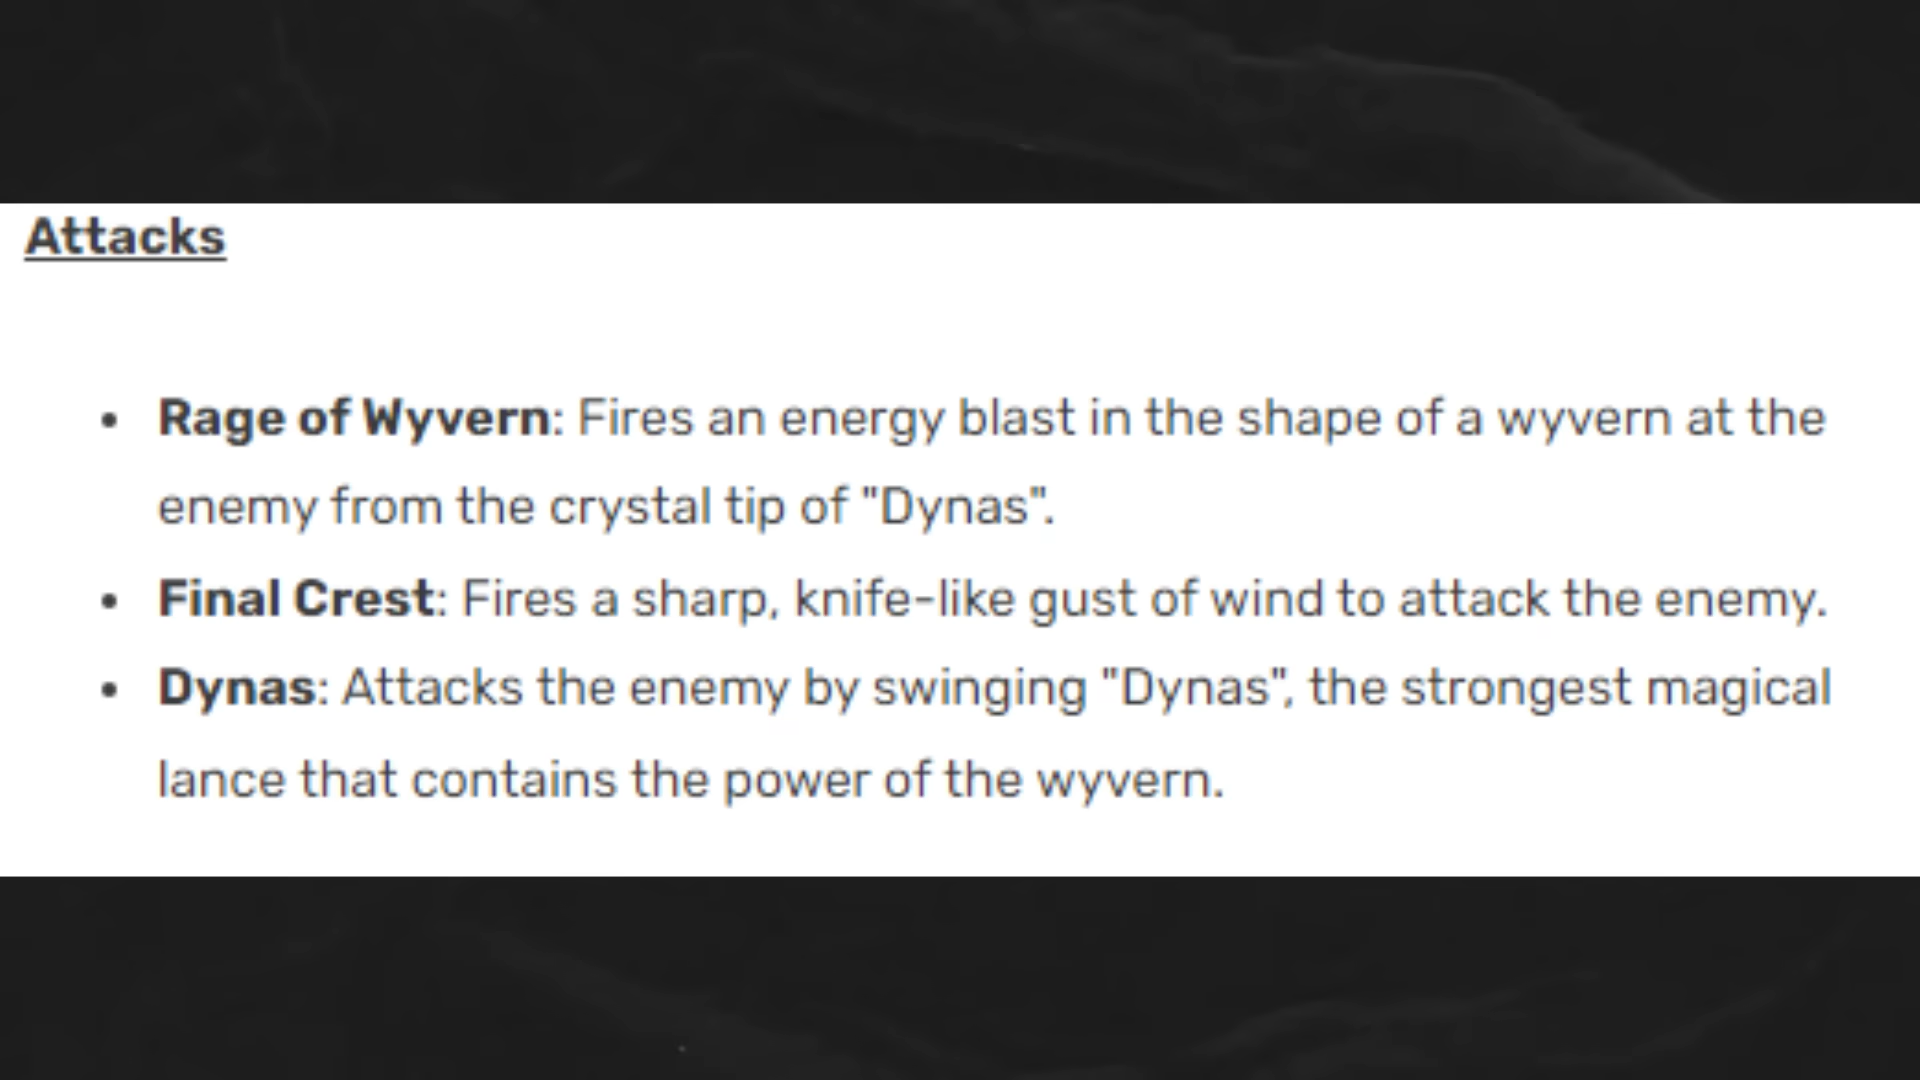 Attacks
• Rage of Wyvern: Fires an energy blast in the shape of a wyvern at the
enemy from the crystal tip of "Dynas".
• Final Crest: Fires a sharp, knife-like gust of wind to attack the enemy.
• Dynas: Attacks the enemy by swinging "Dynas", the strongest magical
lance that contains the power of the wyvern.